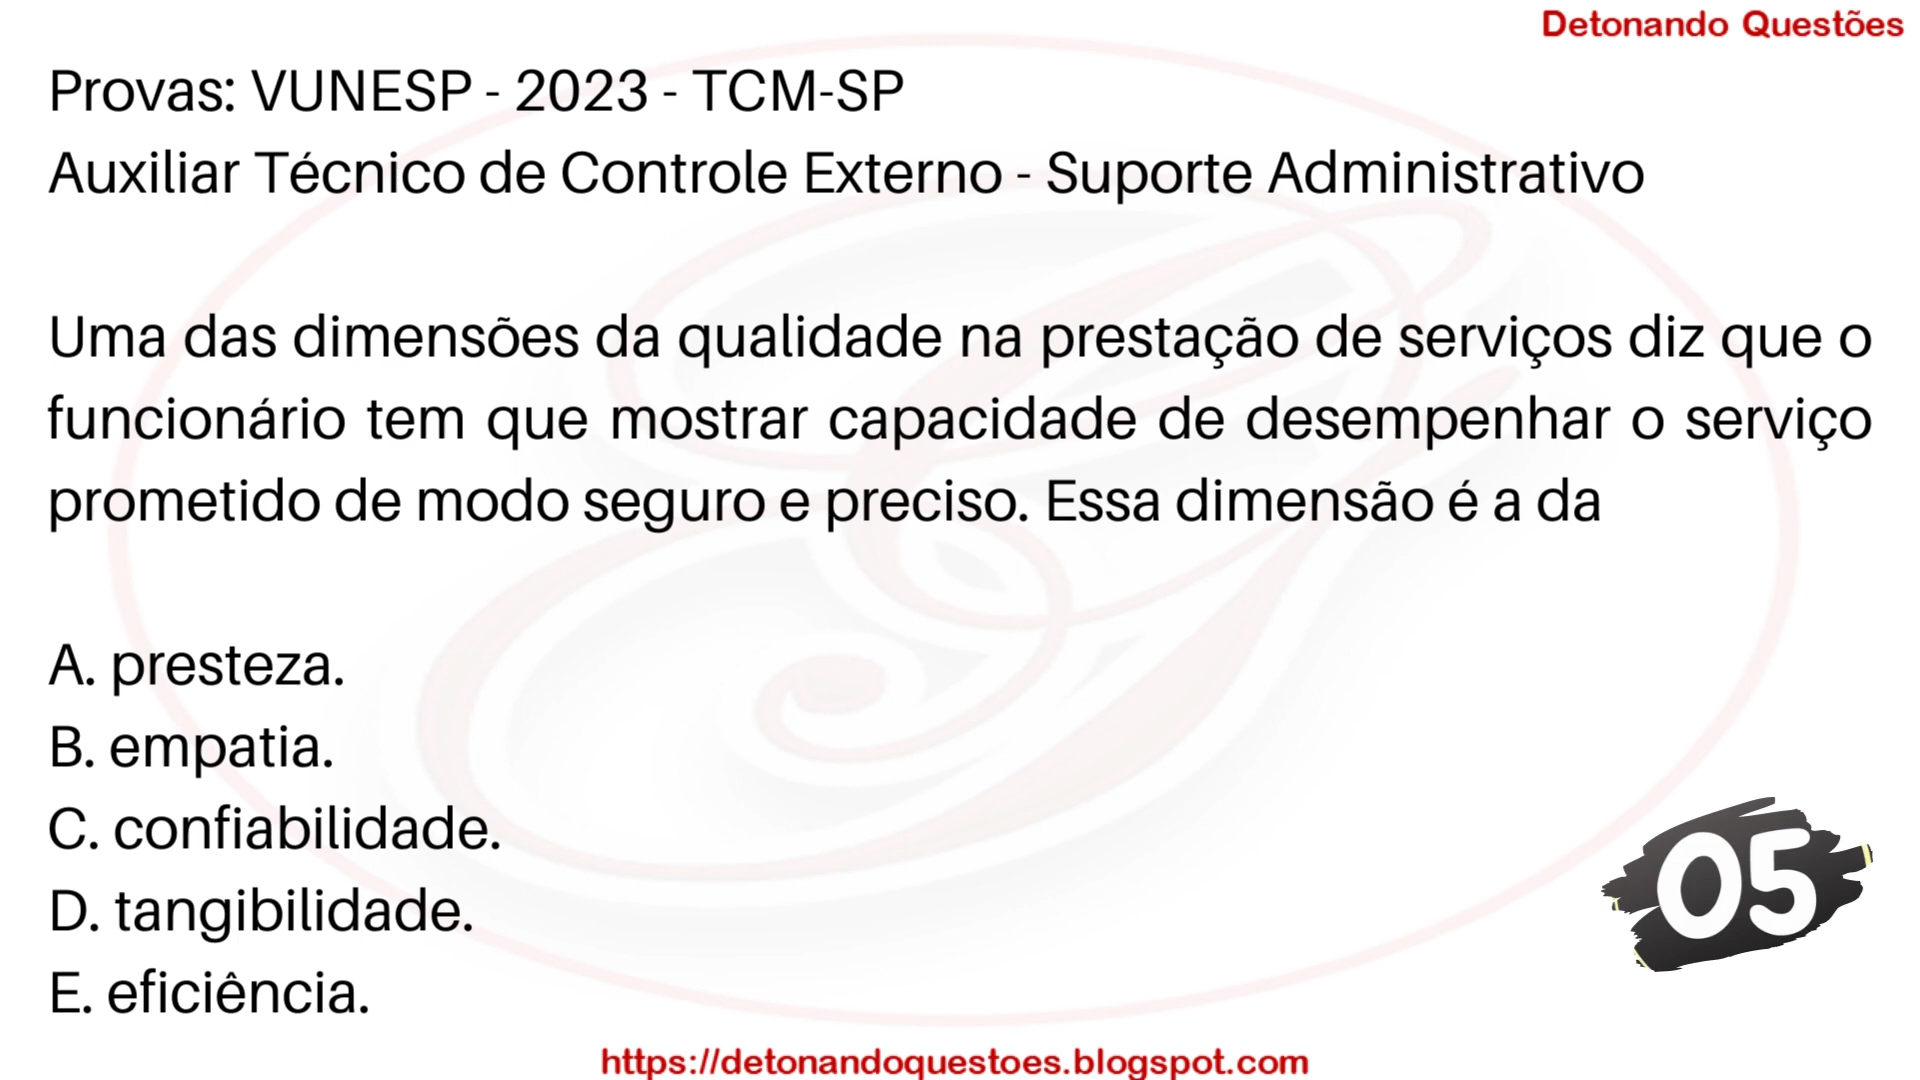 Detonando Questões
Provas: VUNESP - 2023 - TCM-SP
Auxiliar Técnico de Controle Externo - Suporte Administrativo
Uma das dimensões da qualidade na prestação de serviços diz que o
funcionário tem que mostrar capacidade de desempenhar o serviço
prometido de modo seguro e preciso. Essa dimensão é a da
A. presteza.
B. empatia.
C. confiabilidade.
D. tangibilidade.
E. eficiência.
05
https://detonandoquestoes.blogspot.com